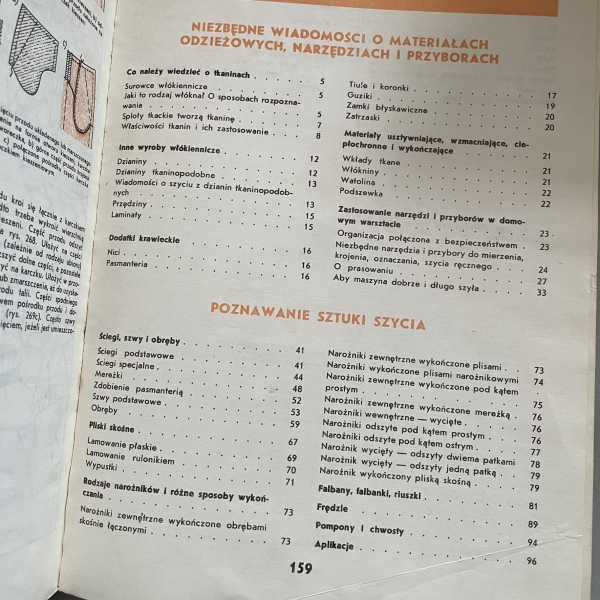 NIEZBĘDNE WIADOMOŚCI O MATERIAŁACH
ODZIEŻOWYCH, NARZĘDZIACH I PRZYBORACH
Co należy wiedzieć o tkaninach . . . . . 5
Surowce włókiennicze . . . . . 5
Jaki to rodzaj włókna? O sposobach rozpozna-
wania . . . . . 5
Sploty tkackie tworzą tkaninę . . . . . 7
Właściwości tkanin i ich zastosowanie . . . . . 8
Inne wyroby włókiennicze . . . . . 12
Dzianiny . . . . . 12
Dzianiny tkaninopodobne . . . . . 13
Wiadomości o szyciu z dzianin tkaninopodob-
nych . . . . . 13
Przędziny . . . . . 15
Laminaty . . . . . 15
Dodatki krawieckie . . . . . 16
Nici . . . . . 16
Pasmanteria . . . . . 16
Tiule i koronki . . . . . 17
Guziki . . . . . 19
Zamki błyskawiczne . . . . . 20
Zatrzaski . . . . . 20
Materiały usztywniające, wzmacniające, cie-
płochronne i wykończające . . . . . 21
Wkłady tkane . . . . . 21
Włókniny . . . . . 21
Watolina . . . . . 22
Podszewka . . . . . 22
Zastosowanie narzędzi i przyborów w domo-
wym warsztacie . . . . . 23
Organizacja połączona z bezpieczeństwem . 23
Niezbędne narzędzia i przybory do mierzenia,
krojenia, oznaczania, szycia ręcznego . . . . . 24
O prasowaniu . . . . . 27
Aby maszyna dobrze i długo szyła . . . . . 33
POZNAWANIE SZTUKI SZYCIA
Ściegi, szwy i obręby . . . . . 41
Ściegi podstawowe . . . . . 41
Ściegi specjalne . . . . . 44
Mereżki . . . . . 48
Zdobienie pasmanterią . . . . . 52
Szwy podstawowe . . . . . 53
Obręby . . . . . 59
Pliski skośne . . . . . 67
Lamowanie płaskie . . . . . 69
Lamowanie rulonikiem . . . . . 70
Wypustki . . . . . 71
Rodzaje narożników i różne sposoby wykoń-
czania . . . . . 73
Narożniki zewnętrzne wykończone obrębami
skośnie łączonymi . . . . . 73
Narożniki zewnętrzne wykończone plisami . . 73
Narożniki wykończone plisami narożnikowymi 74
Narożniki zewnętrzne wykończone pod kątem
prostym . . . . . 75
Narożniki zewnętrzne wykończone mereżką . 76
Narożniki wewnętrzne — wycięte . . . . . 76
Narożniki odszyte pod kątem prostym . . . . . 76
Narożniki odszyte pod kątem ostrym . . . . . 77
Narożnik wycięty — odszyty dwiema patkami 78
Narożnik wycięty — odszyty jedną patką . . 79
Narożnik wykończony pliską skośną . . . . . 79
Falbany, falbanki, riuszki . . . . . 81
Frędzle . . . . . 89
Pompony i chwosty . . . . . 94
Aplikacje . . . . . 96
159